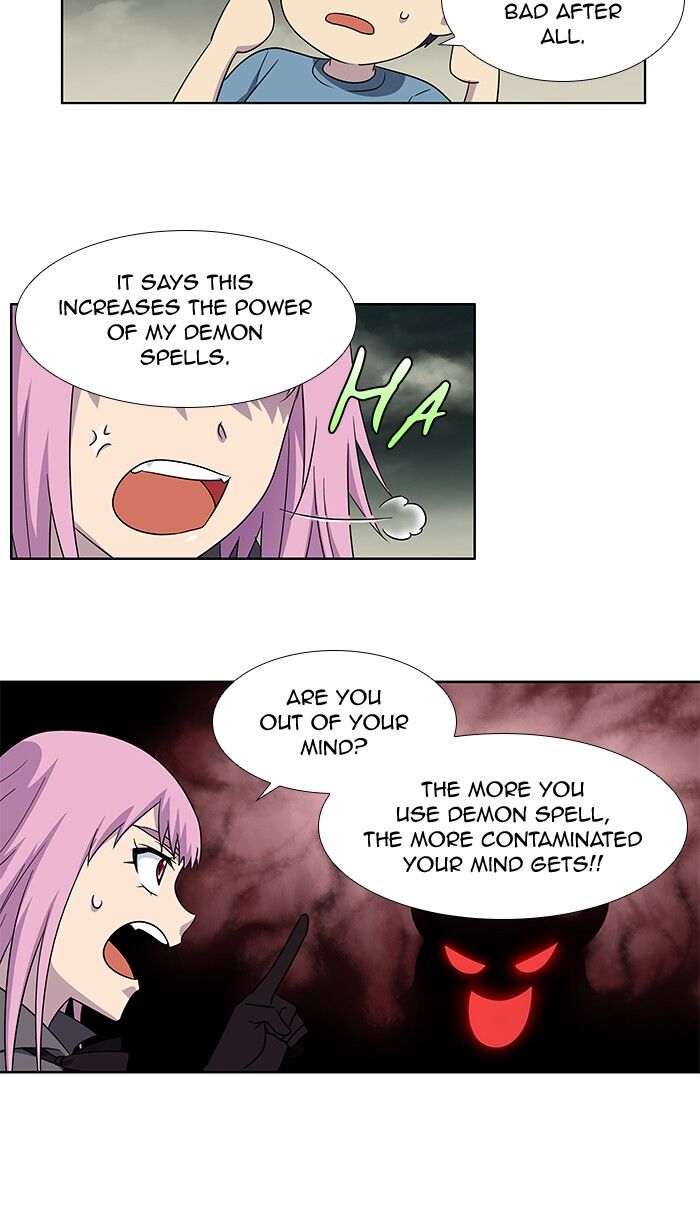 BAD AFTER
ALL.
IT SAYS THIS
INCREASES THE POWER
OF MY DEMON
SPELLS.
HA
ARE YOU
OUT OF YOUR
MIND?
THE MORE YOU
USE DEMON SPELL,
THE MORE CONTAMINATED
YOUR MIND GETS!!